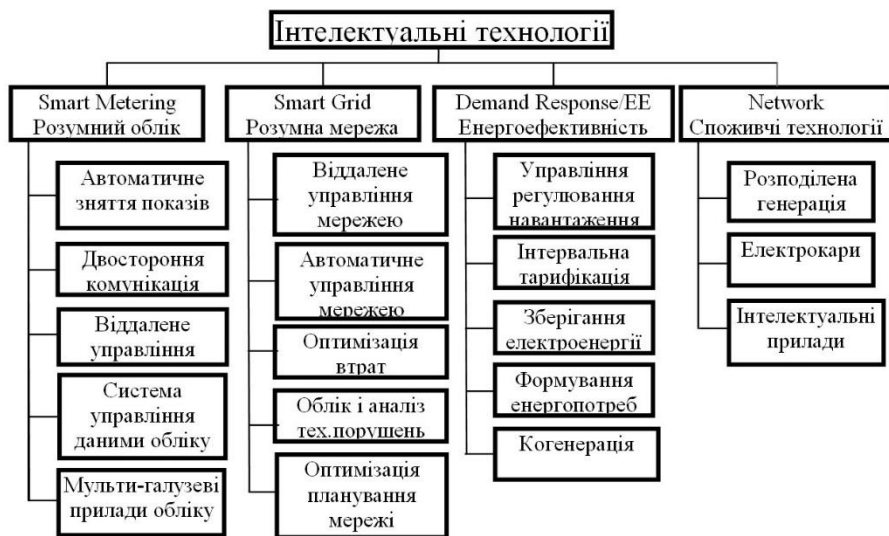 Інтелектуальні технології
Smart Metering
Розумний облік
Автоматичне
зняття показів
Двостороння
комунікація
Віддалене
управління
Система
управління
даними обліку
Мульти-галузеві
прилади обліку
Smart Grid
Розумна мережа
Віддалене
управління
мережею
Автоматичне
управління
мережею
Оптимізація
втрат
Облік і аналіз
тех.порушень
Оптимізація
планування
мережі
Demand Response/EE
Енергоефективність
Управління
регулювання
навантаження
Інтервальна
тарифікація
Зберігання
електроенергії
Формування
енергопотреб
Когенерація
Network
Споживчі технології
Розподілена
генерація
Електрокари
Інтелектуальні
прилади